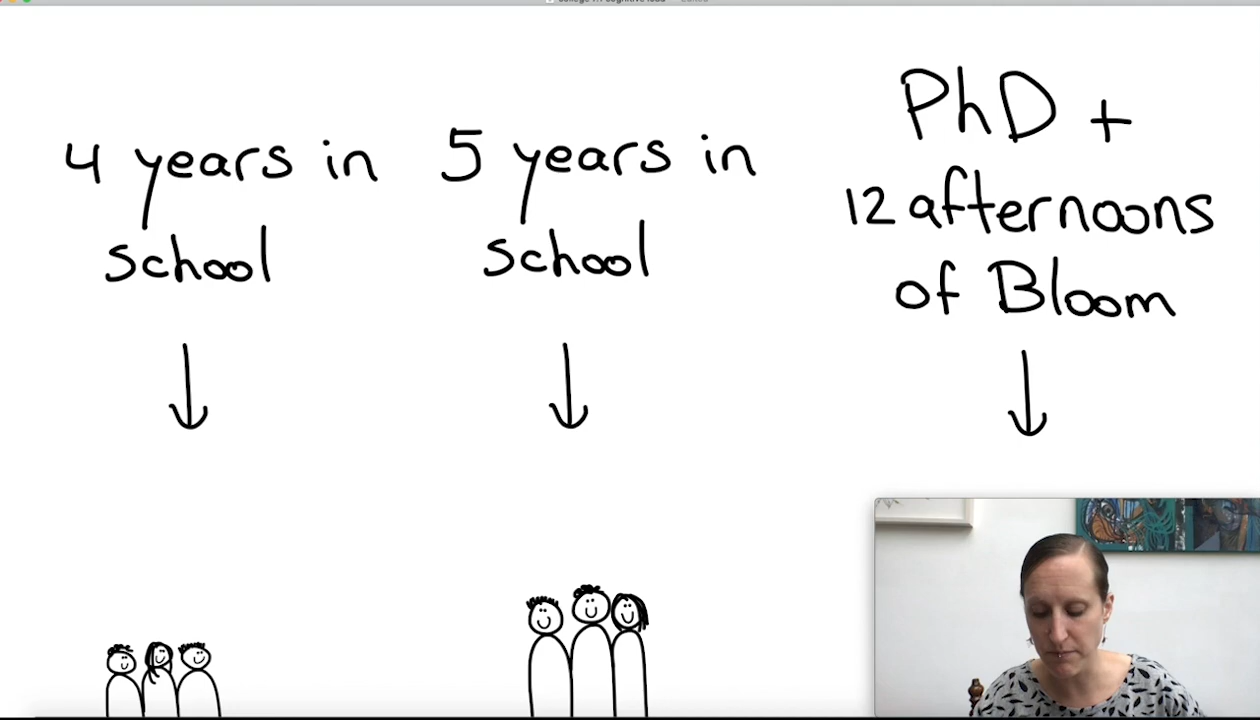 4 years in
school
5 years in
school
PhD +
12 afternoons
of Bloom